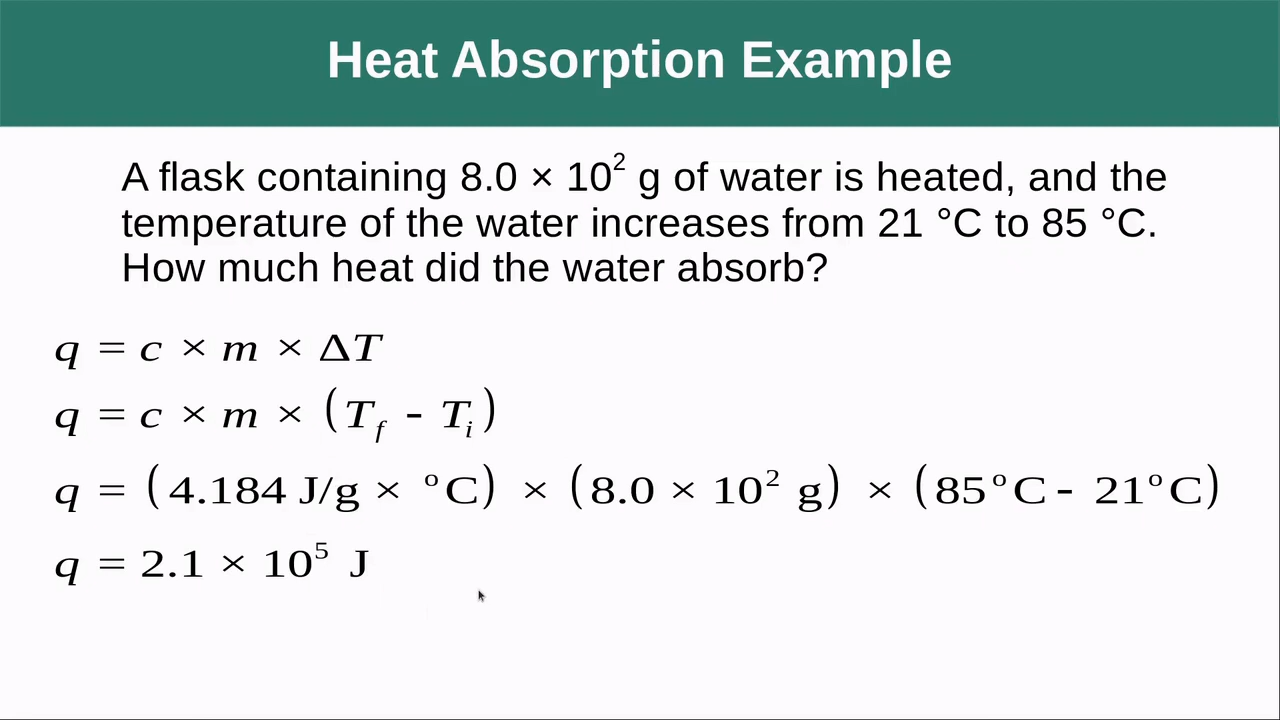 Heat Absorption Example
A flask containing 8.0 × 10² g of water is heated, and the
temperature of the water increases from 21 °C to 85 °C.
How much heat did the water absorb?
q = c × m × ΔT
q = c × m × (T_f - T_i)
q = (4.184 J/g × °C) × (8.0 × 10² g) × (85°C - 21°C)
q = 2.1 × 10⁵ J